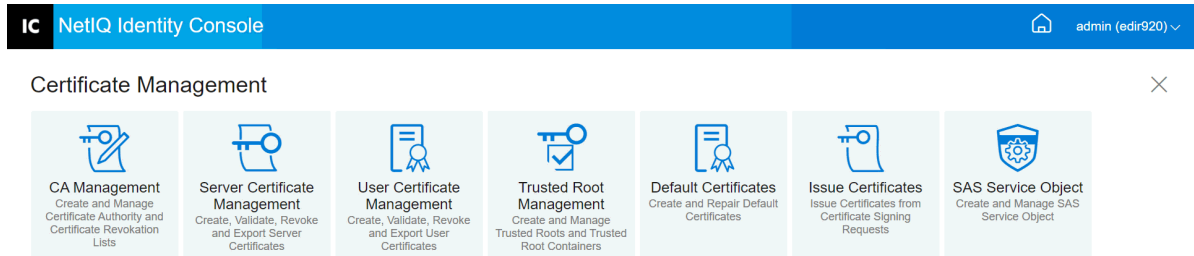 IC NetIQ Identity Console admin (edir920)
Certificate Management
CA Management
Create and Manage
Certificate Authority and
Certificate Revokation
Lists
Server Certificate
Management
Create, Validate, Revoke
and Export Server
Certificates
User Certificate
Management
Create, Validate, Revoke
and Export User
Certificates
Trusted Root
Management
Create and Manage
Trusted Roots and Trusted
Root Containers
Default Certificates
Create and Repair Default
Certificates
Issue Certificates
Issue Certificates from
Certificate Signing
Requests
SAS Service Object
Create and Manage SAS
Service Object